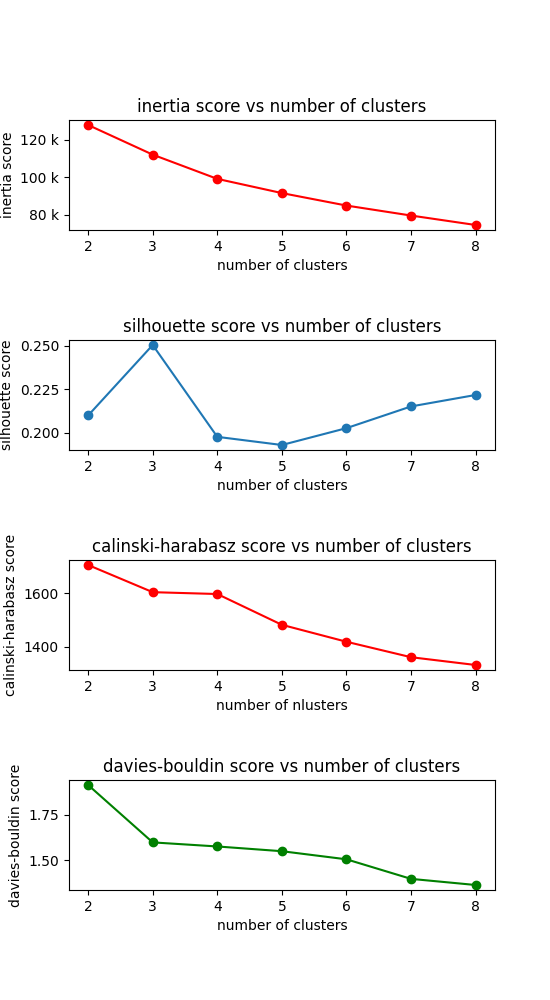 inertia score vs number of clusters
inertia score
120 k
100 k
80 k
2 3 4 5 6 7 8
number of clusters
silhouette score vs number of clusters
silhouette score
0.250
0.225
0.200
2 3 4 5 6 7 8
number of clusters
calinski-harabasz score vs number of clusters
calinski-harabasz score
1600
1400
2 3 4 5 6 7 8
number of nlusters
davies-bouldin score vs number of clusters
davies-bouldin score
1.75
1.50
2 3 4 5 6 7 8
number of clusters